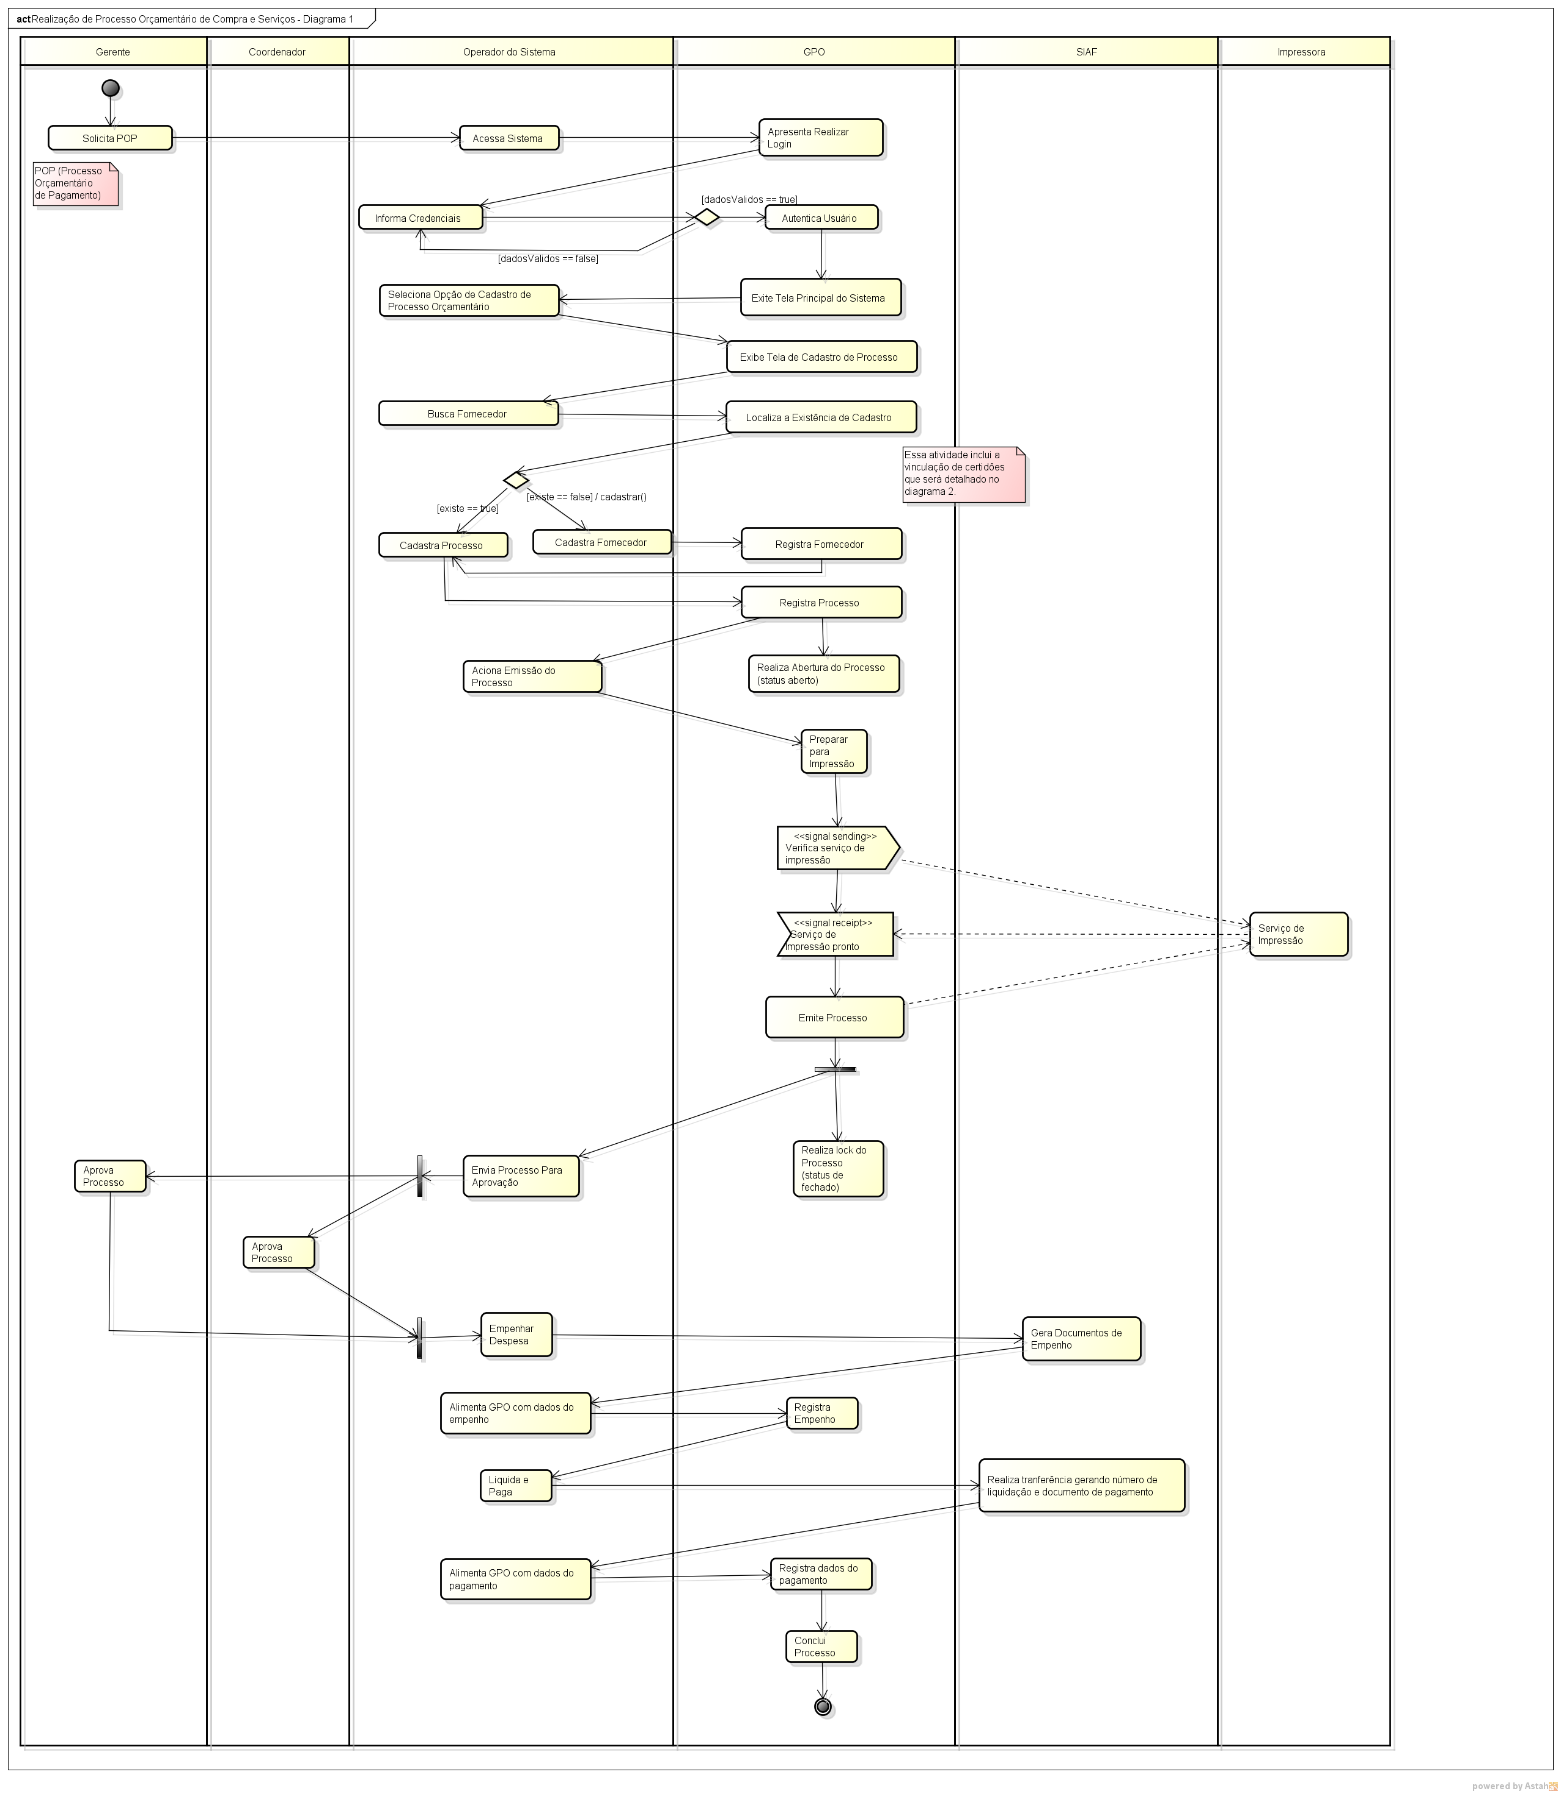 act Realização de Processo Orçamentário de Compra e Serviços - Diagrama 1
Gerente
Coordenador
Operador do Sistema
GPO
SIAF
Impressora
Solicita POP
Acessa Sistema
Apresenta Realizar
Login
POP (Processo
Orçamentário
de Pagamento)
[dadosValidos == true]
Informa Credenciais
Autentica Usuário
[dadosValidos == false]
Seleciona Opção de Cadastro de
Processo Orçamentário
Exite Tela Principal do Sistema
Exibe Tela de Cadastro de Processo
Busca Fornecedor
Localiza a Existência de Cadastro
Essa atividade inclui a
vinculação de certidões
que será detalhado no
diagrama 2.
[existe == false] / cadastrar()
[existe == true]
Cadastra Processo
Cadastra Fornecedor
Registra Fornecedor
Registra Processo
Aciona Emissão do
Processo
Realiza Abertura do Processo
(status aberto)
Preparar
para
Impressão
<<signal sending>>
Verifica serviço de
impressão
<<signal receipt>>
Serviço de
Impressão pronto
Serviço de
Impressão
Emite Processo
Aprova
Processo
Envia Processo Para
Aprovação
Realiza lock do
Processo
(status de
fechado)
Aprova
Processo
Empenhar
Despesa
Gera Documentos de
Empenho
Alimenta GPO com dados do
empenho
Registra
Empenho
Liquida e
Paga
Realiza tranferência gerando número de
liquidação e documento de pagamento
Alimenta GPO com dados do
pagamento
Registra dados do
pagamento
Conclui
Processo
powered by Astah